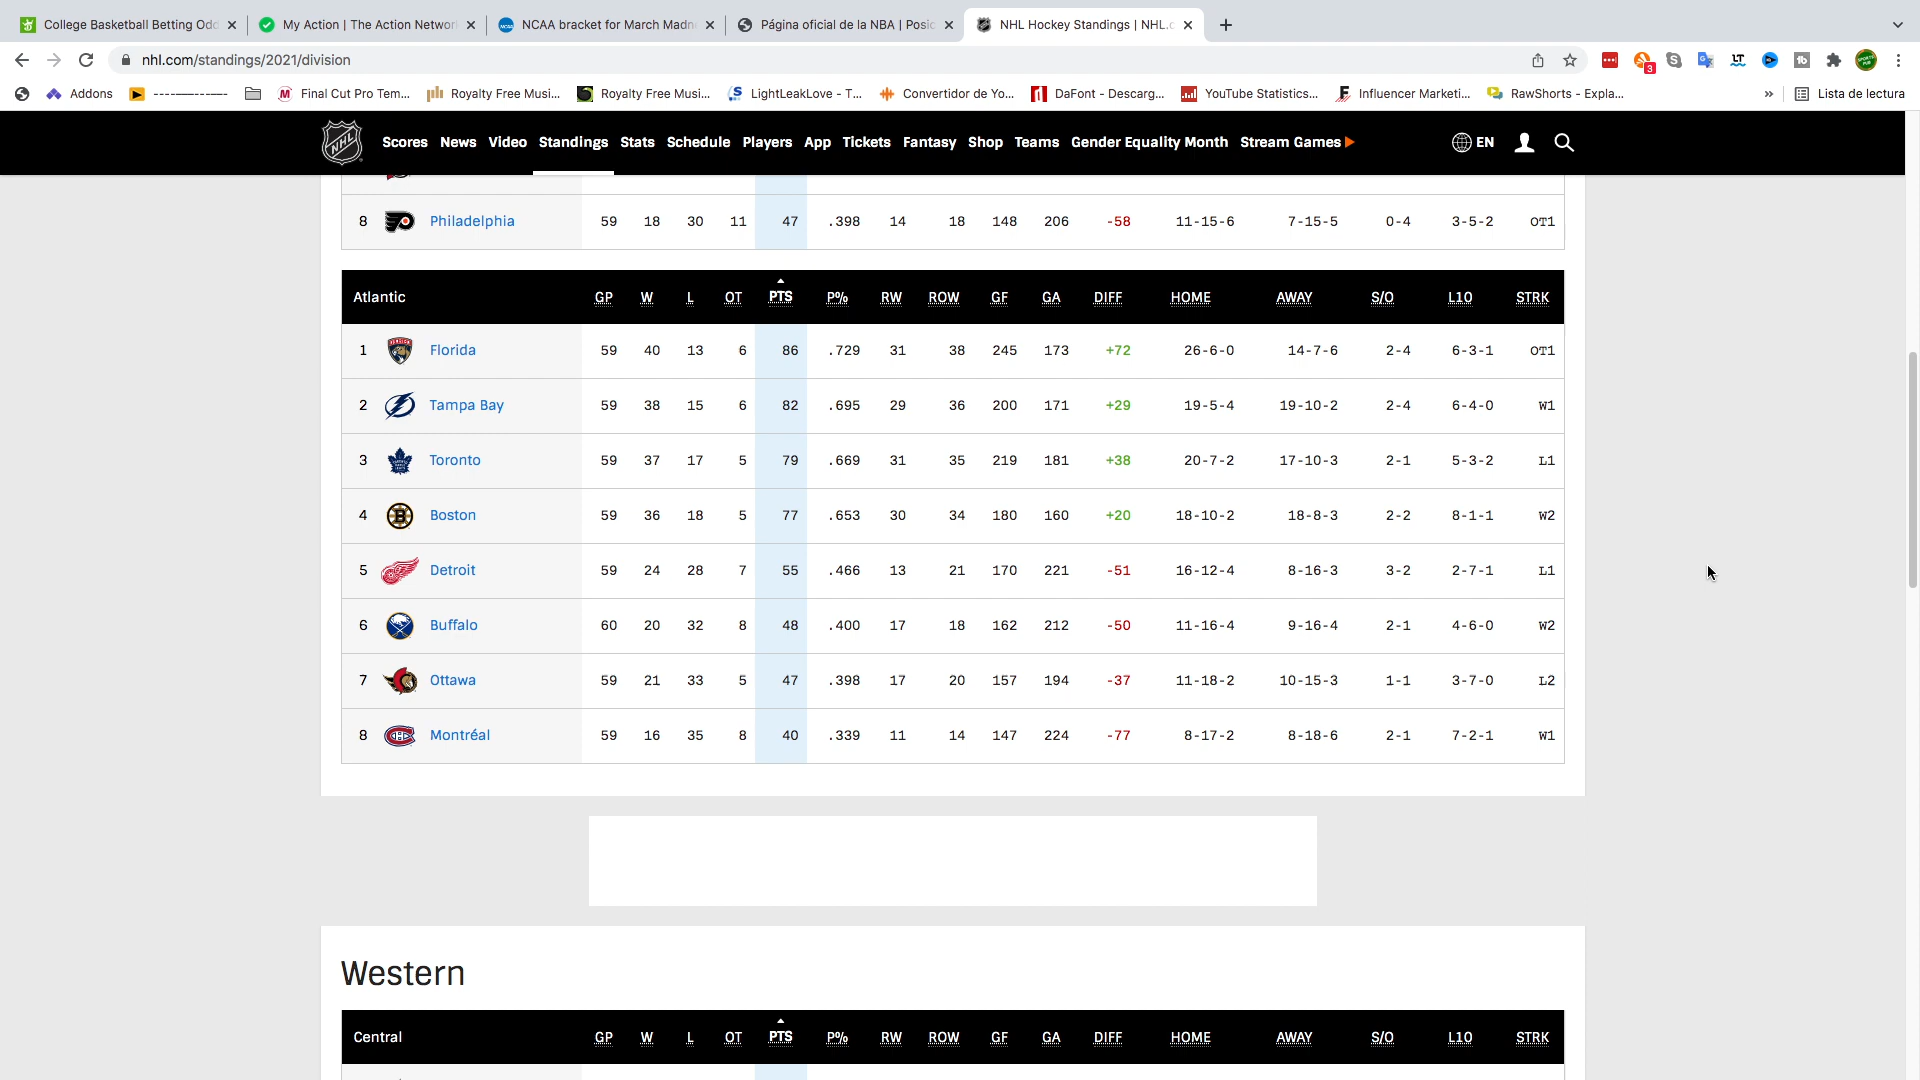 College Basketball Betting Odd
My Action | The Action Network
NCAA bracket for March Madn
Página oficial de la NBA | Posic
NHL Hockey Standings | NHL.c
nhl.com/standings/2021/division
3
Addons
-------------
Final Cut Pro Tem...
Royalty Free Musi...
Royalty Free Musi...
LightLeakLove - T...
Convertidor de Yo...
DaFont - Descarg...
YouTube Statistics...
Influencer Marketi...
RawShorts - Expla...
»
Lista de lectura
NHL Scores News Video Standings Stats Schedule Players App Tickets Fantasy Shop Teams Gender Equality Month Stream Games EN
8 Philadelphia 59 18 30 11 47 .398 14 18 148 206 -58 11-15-6 7-15-5 0-4 3-5-2 OT1
Atlantic GP W L OT PTS P% RW ROW GF GA DIFF HOME AWAY S/O L10 STRK
1 Florida 59 40 13 6 86 .729 31 38 245 173 +72 26-6-0 14-7-6 2-4 6-3-1 OT1
2 Tampa Bay 59 38 15 6 82 .695 29 36 200 171 +29 19-5-4 19-10-2 2-4 6-4-0 W1
3 Toronto 59 37 17 5 79 .669 31 35 219 181 +38 20-7-2 17-10-3 2-1 5-3-2 L1
4 Boston 59 36 18 5 77 .653 30 34 180 160 +20 18-10-2 18-8-3 2-2 8-1-1 W2
5 Detroit 59 24 28 7 55 .466 13 21 170 221 -51 16-12-4 8-16-3 3-2 2-7-1 L1
6 Buffalo 60 20 32 8 48 .400 17 18 162 212 -50 11-16-4 9-16-4 2-1 4-6-0 W2
7 Ottawa 59 21 33 5 47 .398 17 20 157 194 -37 11-18-2 10-15-3 1-1 3-7-0 L2
8 Montréal 59 16 35 8 40 .339 11 14 147 224 -77 8-17-2 8-18-6 2-1 7-2-1 W1
Western
Central GP W L OT PTS P% RW ROW GF GA DIFF HOME AWAY S/O L10 STRK